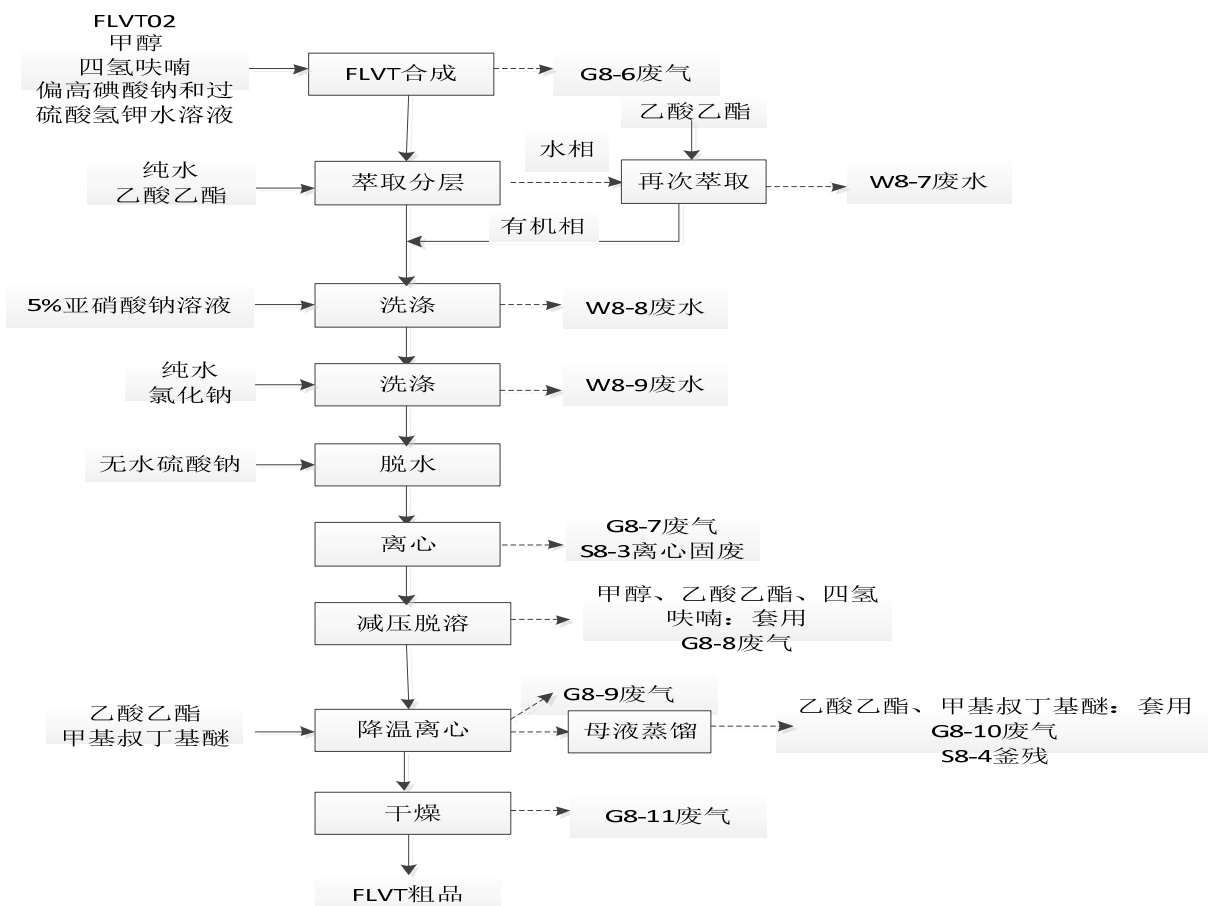 FLVT02
甲醇
四氢呋喃
偏高碘酸钠和过
硫酸氢钾水溶液
FLVT合成
G8-6废气
乙酸乙酯
水相
纯水
乙酸乙酯
萃取分层
再次萃取
W8-7废水
有机相
5%亚硝酸钠溶液
洗涤
W8-8废水
纯水
氯化钠
洗涤
W8-9废水
无水硫酸钠
脱水
离心
G8-7废气
S8-3离心固废
减压脱溶
甲醇、乙酸乙酯、四氢
呋喃：套用
G8-8废气
G8-9废气
乙酸乙酯
甲基叔丁基醚
降温离心
母液蒸馏
乙酸乙酯、甲基叔丁基醚：套用
G8-10废气
S8-4釜残
干燥
G8-11废气
FLVT粗品